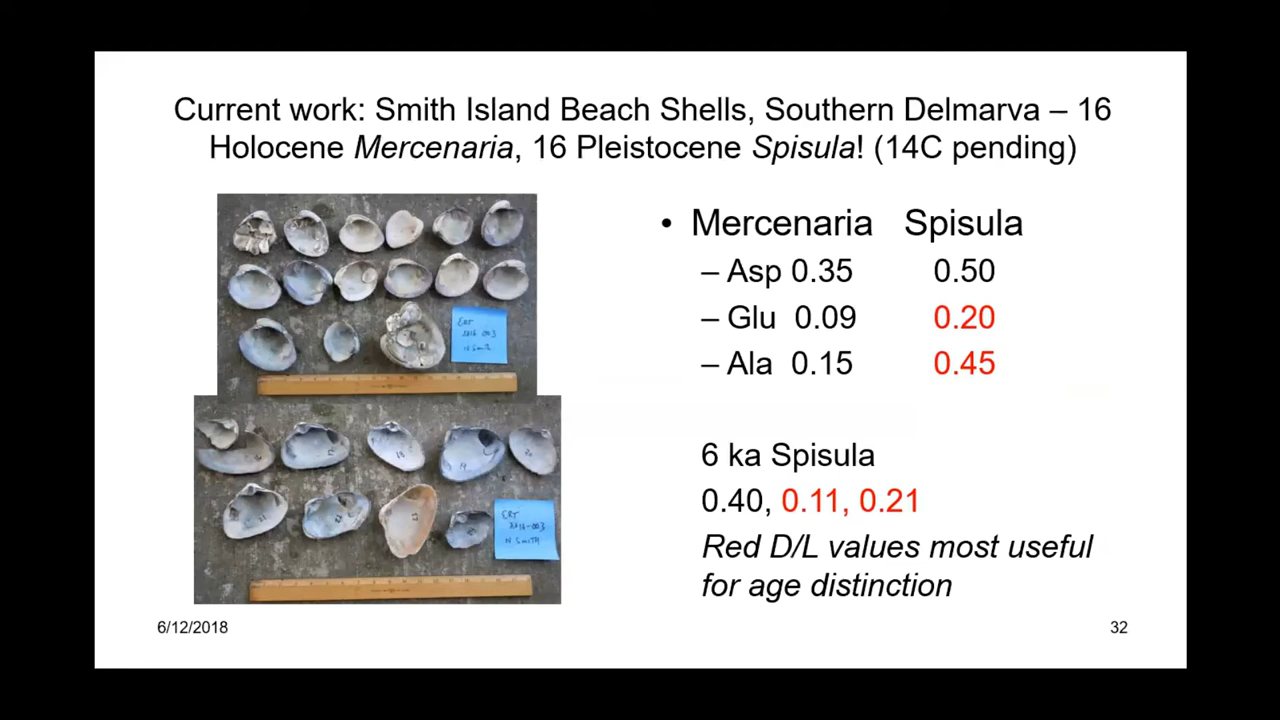 Current work: Smith Island Beach Shells, Southern Delmarva – 16
Holocene Mercenaria, 16 Pleistocene Spisula! (14C pending)
• Mercenaria Spisula
– Asp 0.35 0.50
– Glu 0.09 0.20
– Ala 0.15 0.45
6 ka Spisula
0.40, 0.11, 0.21
Red D/L values most useful
for age distinction
N Smith
N SmITH
6/12/2018
32